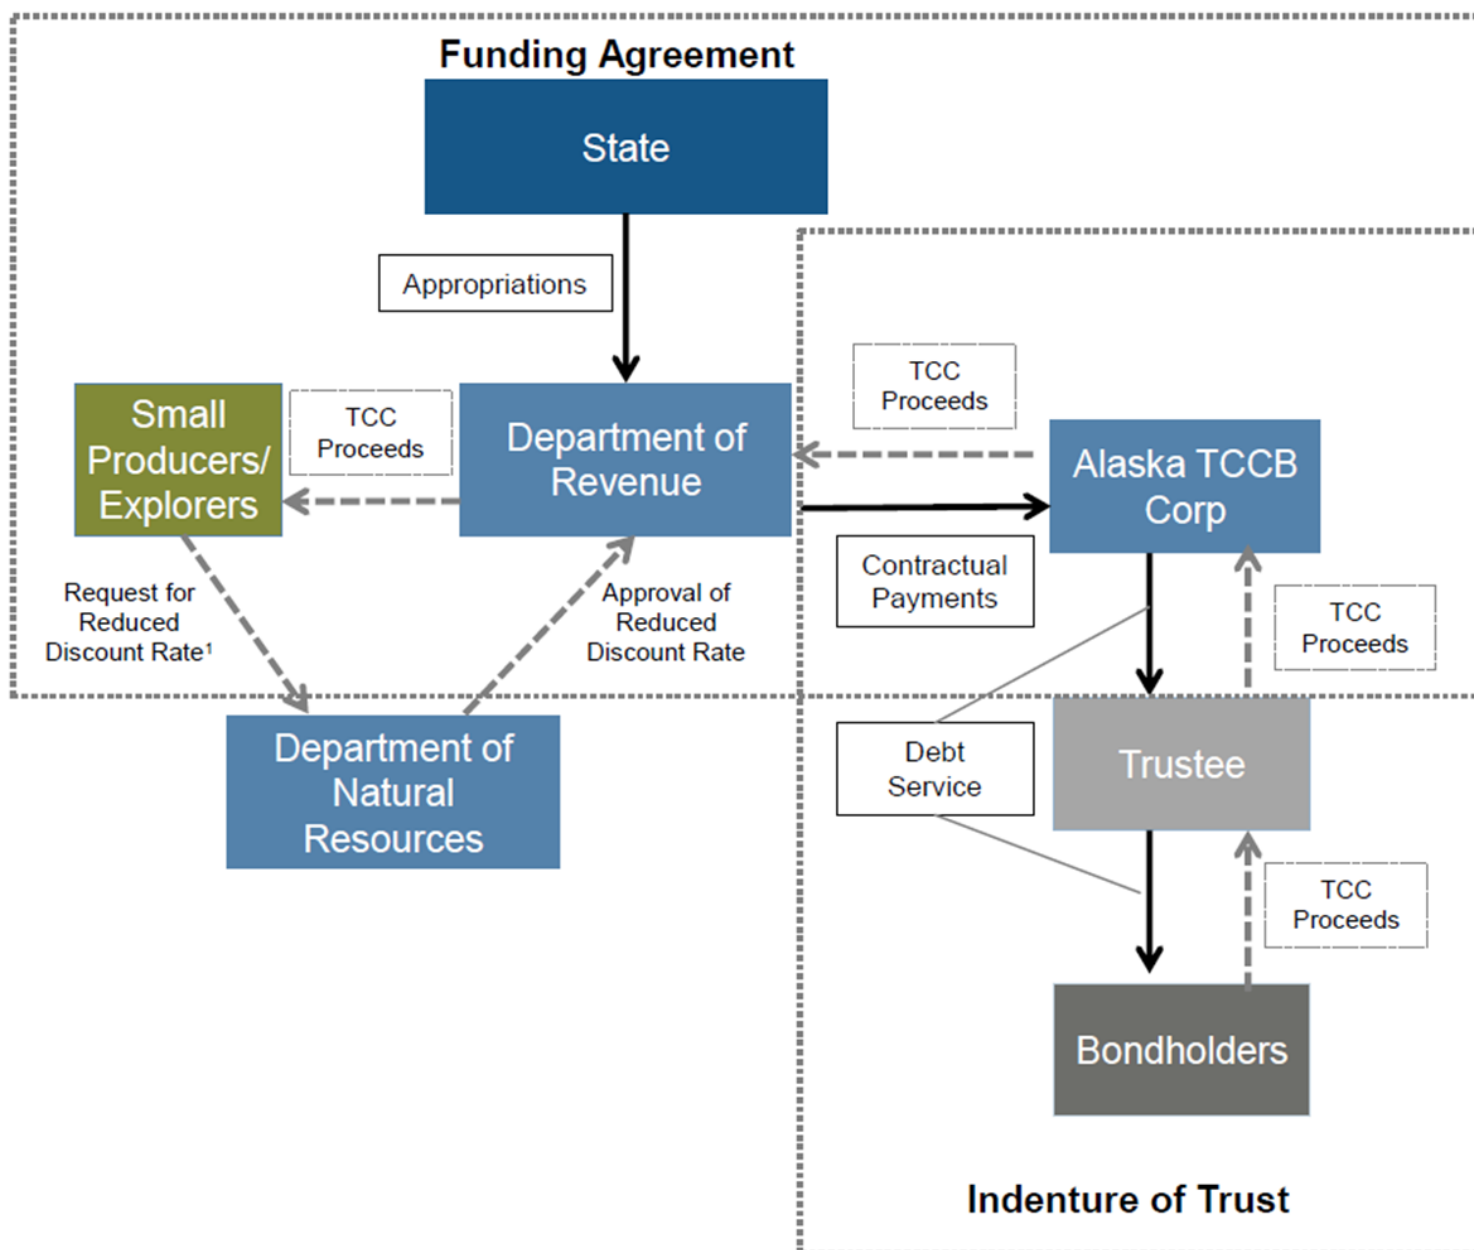 Funding Agreement
State
Appropriations
TCC
Proceeds
Small
Producers/
Explorers
TCC
Proceeds
Department of
Revenue
Alaska TCCB
Corp
Contractual
Payments
Request for
Reduced
Discount Rate¹
Approval of
Reduced
Discount Rate
TCC
Proceeds
Department of
Natural
Resources
Debt
Service
Trustee
TCC
Proceeds
Bondholders
Indenture of Trust